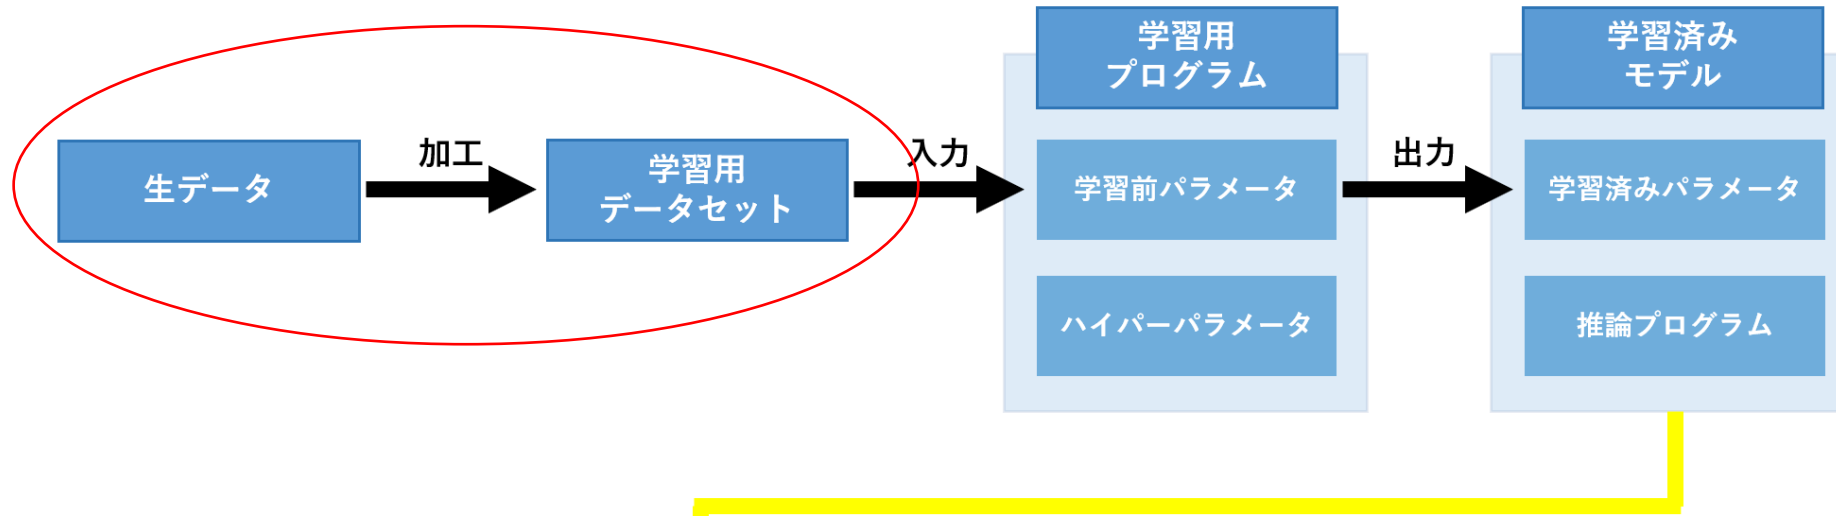 生データ
加工
学習用
データセット
入力
学習用
プログラム
学習前パラメータ
ハイパーパラメータ
出力
学習済み
モデル
学習済みパラメータ
推論プログラム